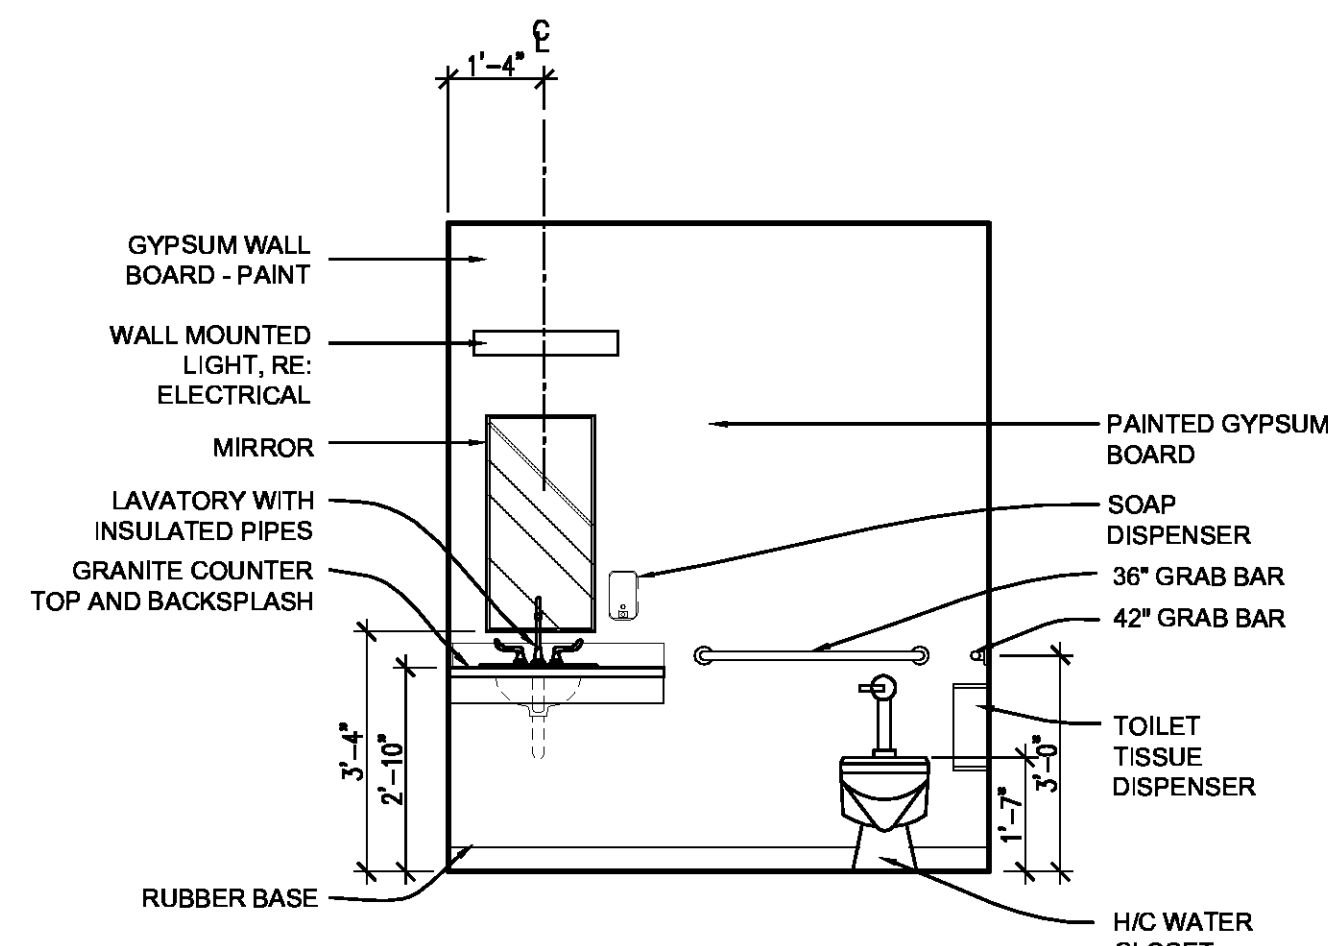 CL
1'-4"
GYPSUM WALL
BOARD - PAINT
WALL MOUNTED
LIGHT, RE:
ELECTRICAL
MIRROR
LAVATORY WITH
INSULATED PIPES
GRANITE COUNTER
TOP AND BACKSPLASH
3'-4"
2'-10"
RUBBER BASE
PAINTED GYPSUM
BOARD
SOAP
DISPENSER
36" GRAB BAR
42" GRAB BAR
TOILET
TISSUE
DISPENSER
3'-0"
1'-7"
H/C WATER
CLOSET